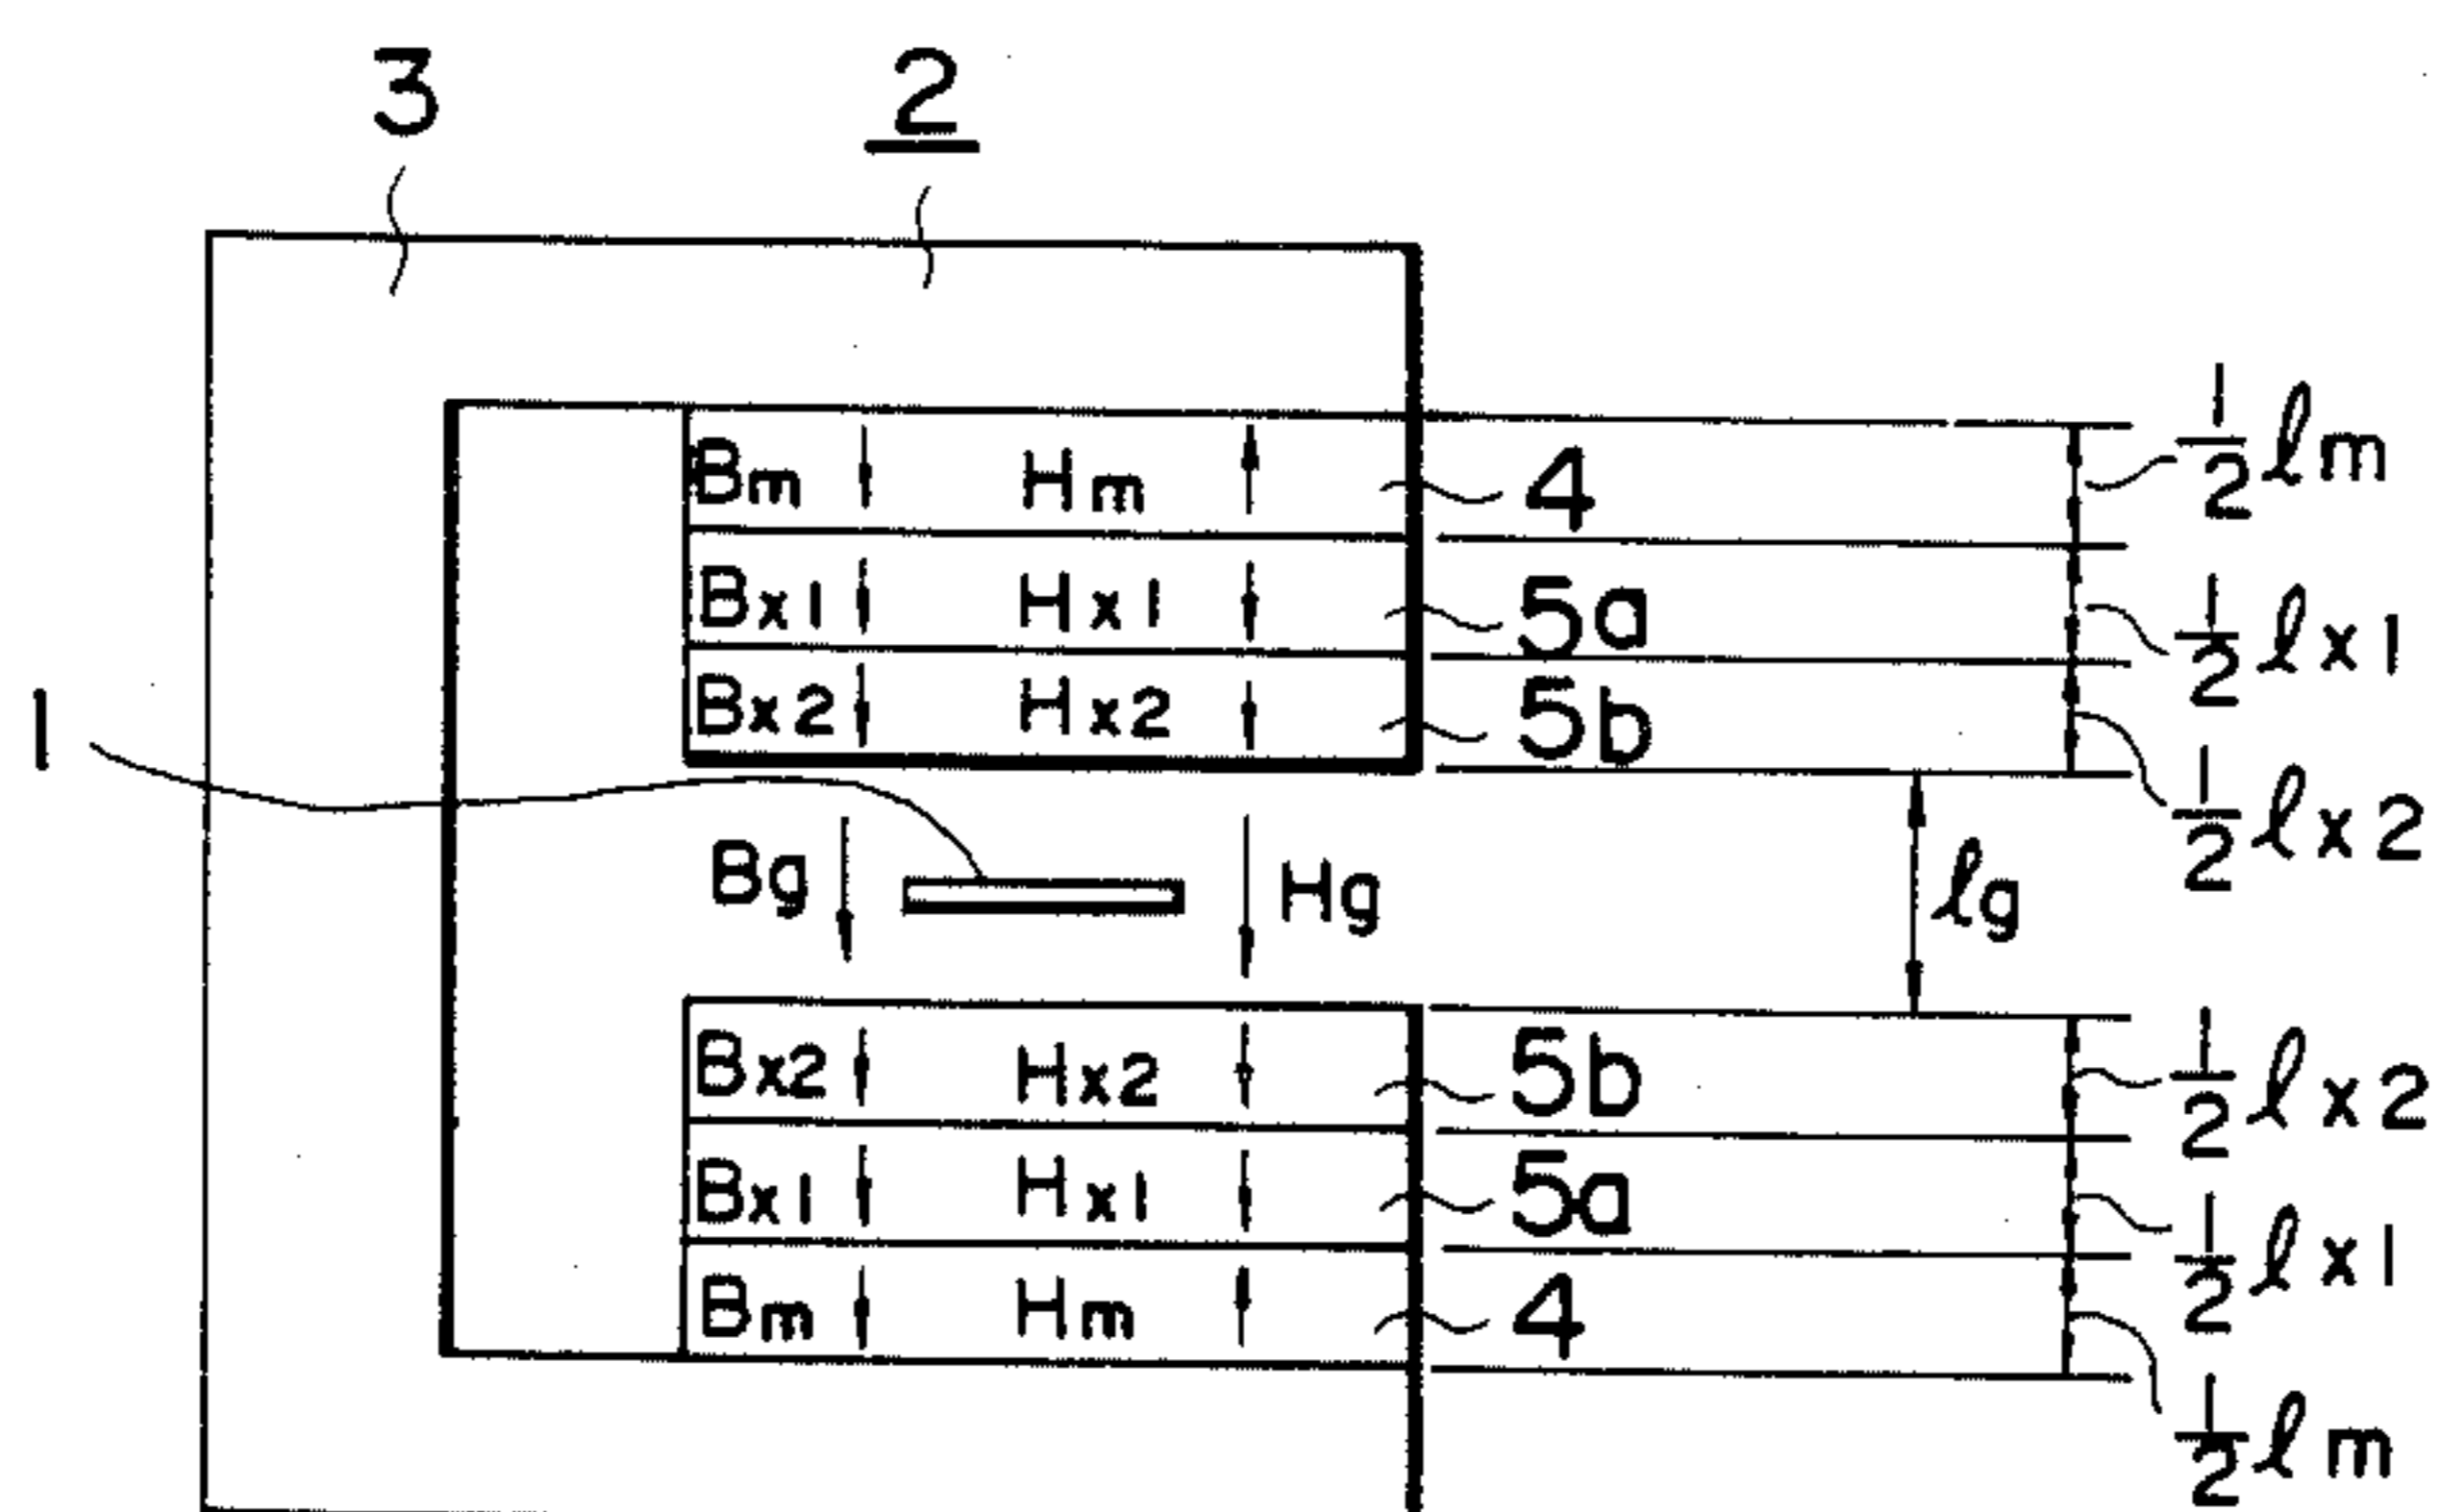 3 2
Bm Hm 4 1/2 ℓm
Bx1 Hx1 5a 1/2 ℓx1
Bx2 Hx2 5b 1/2 ℓx2
1
Bg Hg ℓg
Bx2 Hx2 5b 1/2 ℓx2
Bx1 Hx1 5a 1/2 ℓx1
Bm Hm 4 1/2 ℓm